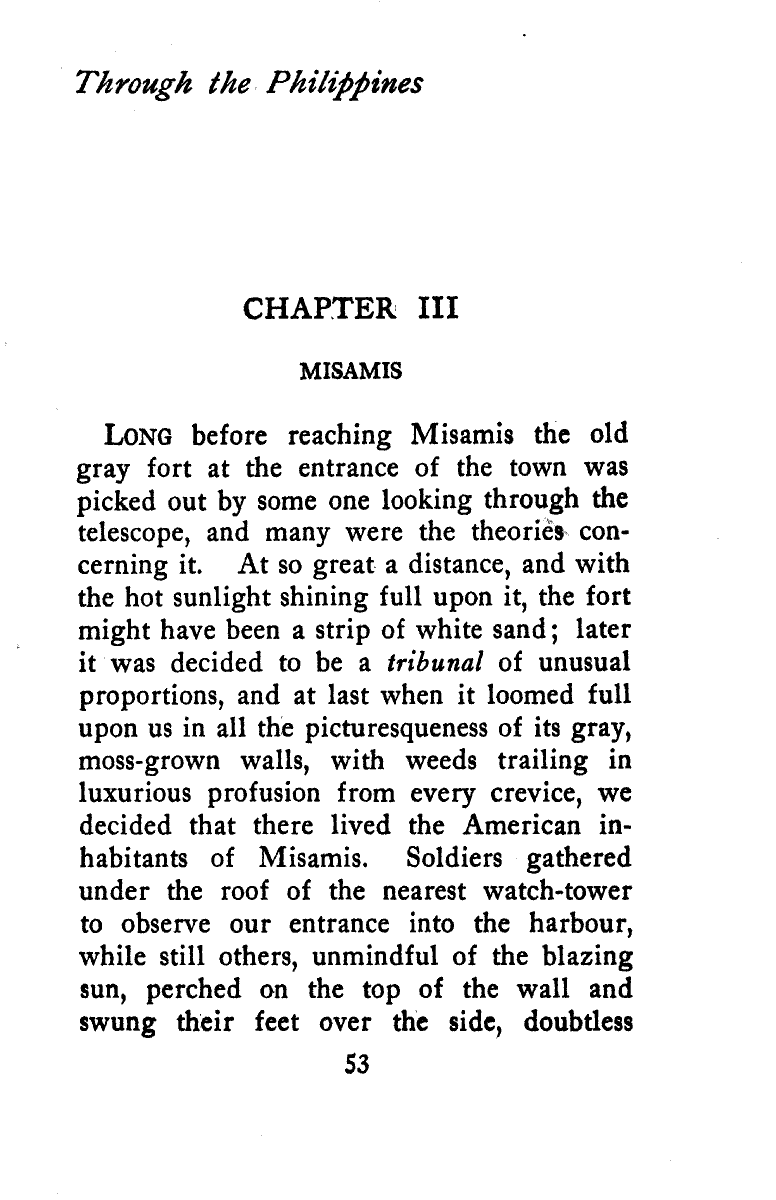 Through the Philippines
CHAPTER III
MISAMIS
LONG before reaching Misamis the old
gray fort at the entrance of the town was
picked out by some one looking through the
telescope, and many were the theories con-
cerning it. At so great a distance, and with
the hot sunlight shining full upon it, the fort
might have been a strip of white sand; later
it was decided to be a tribunal of unusual
proportions, and at last when it loomed full
upon us in all the picturesqueness of its gray,
moss-grown walls, with weeds trailing in
luxurious profusion from every crevice, we
decided that there lived the American in-
habitants of Misamis. Soldiers gathered
under the roof of the nearest watch-tower
to observe our entrance into the harbour,
while still others, unmindful of the blazing
sun, perched on the top of the wall and
swung their feet over the side, doubtless
53